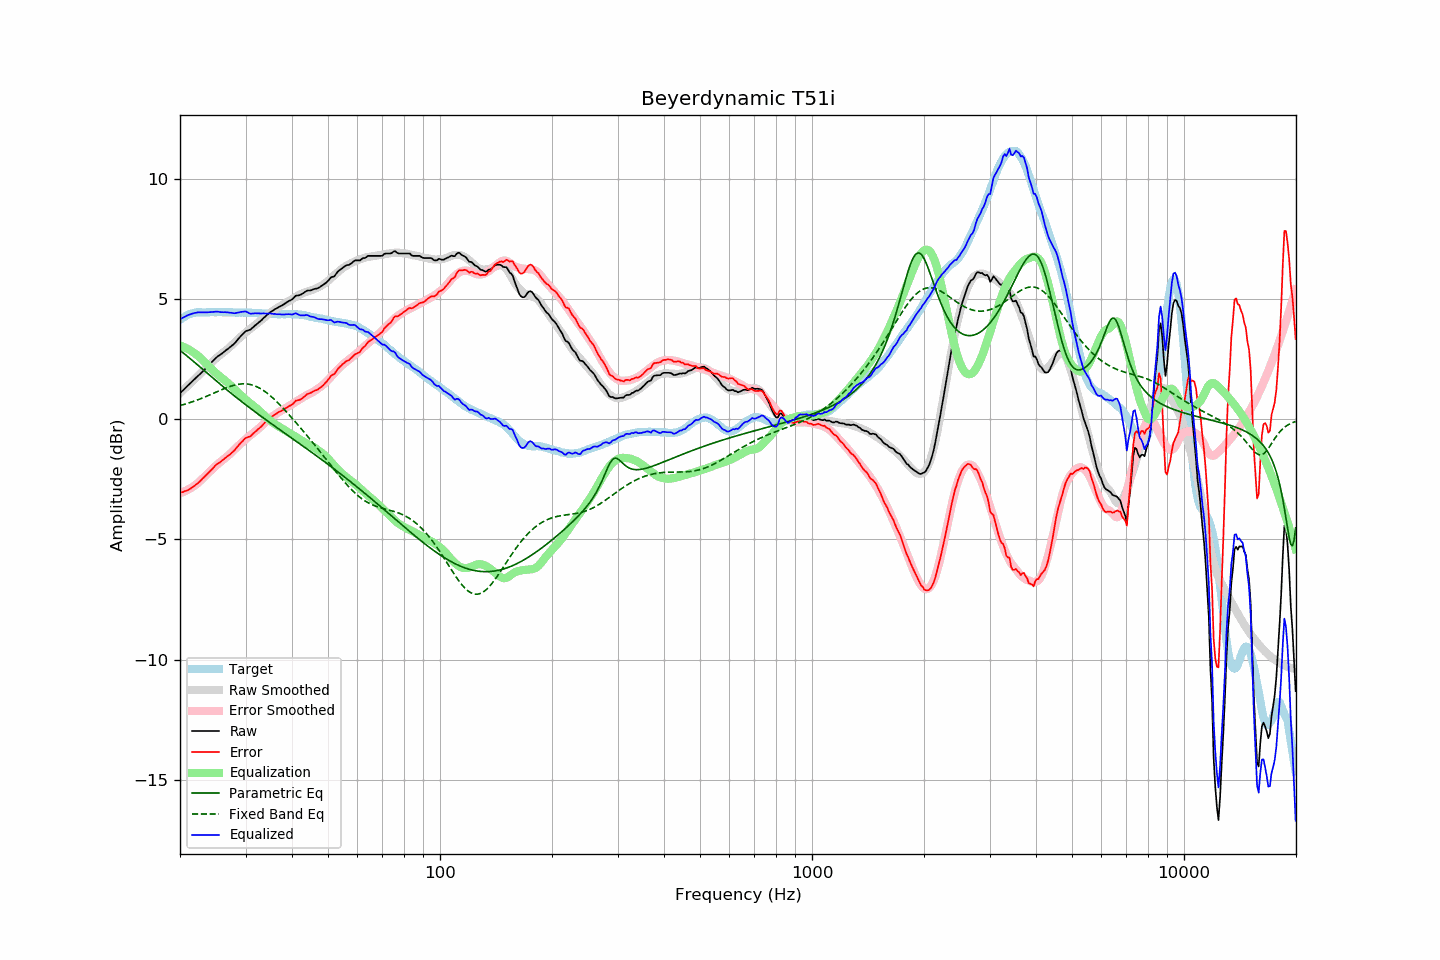 Beyerdynamic T51i
Amplitude (dBr)
10
5
0
−5
−10
−15
Target
Raw Smoothed
Error Smoothed
Raw
Error
Equalization
Parametric Eq
Fixed Band Eq
Equalized
100
1000
10000
Frequency (Hz)